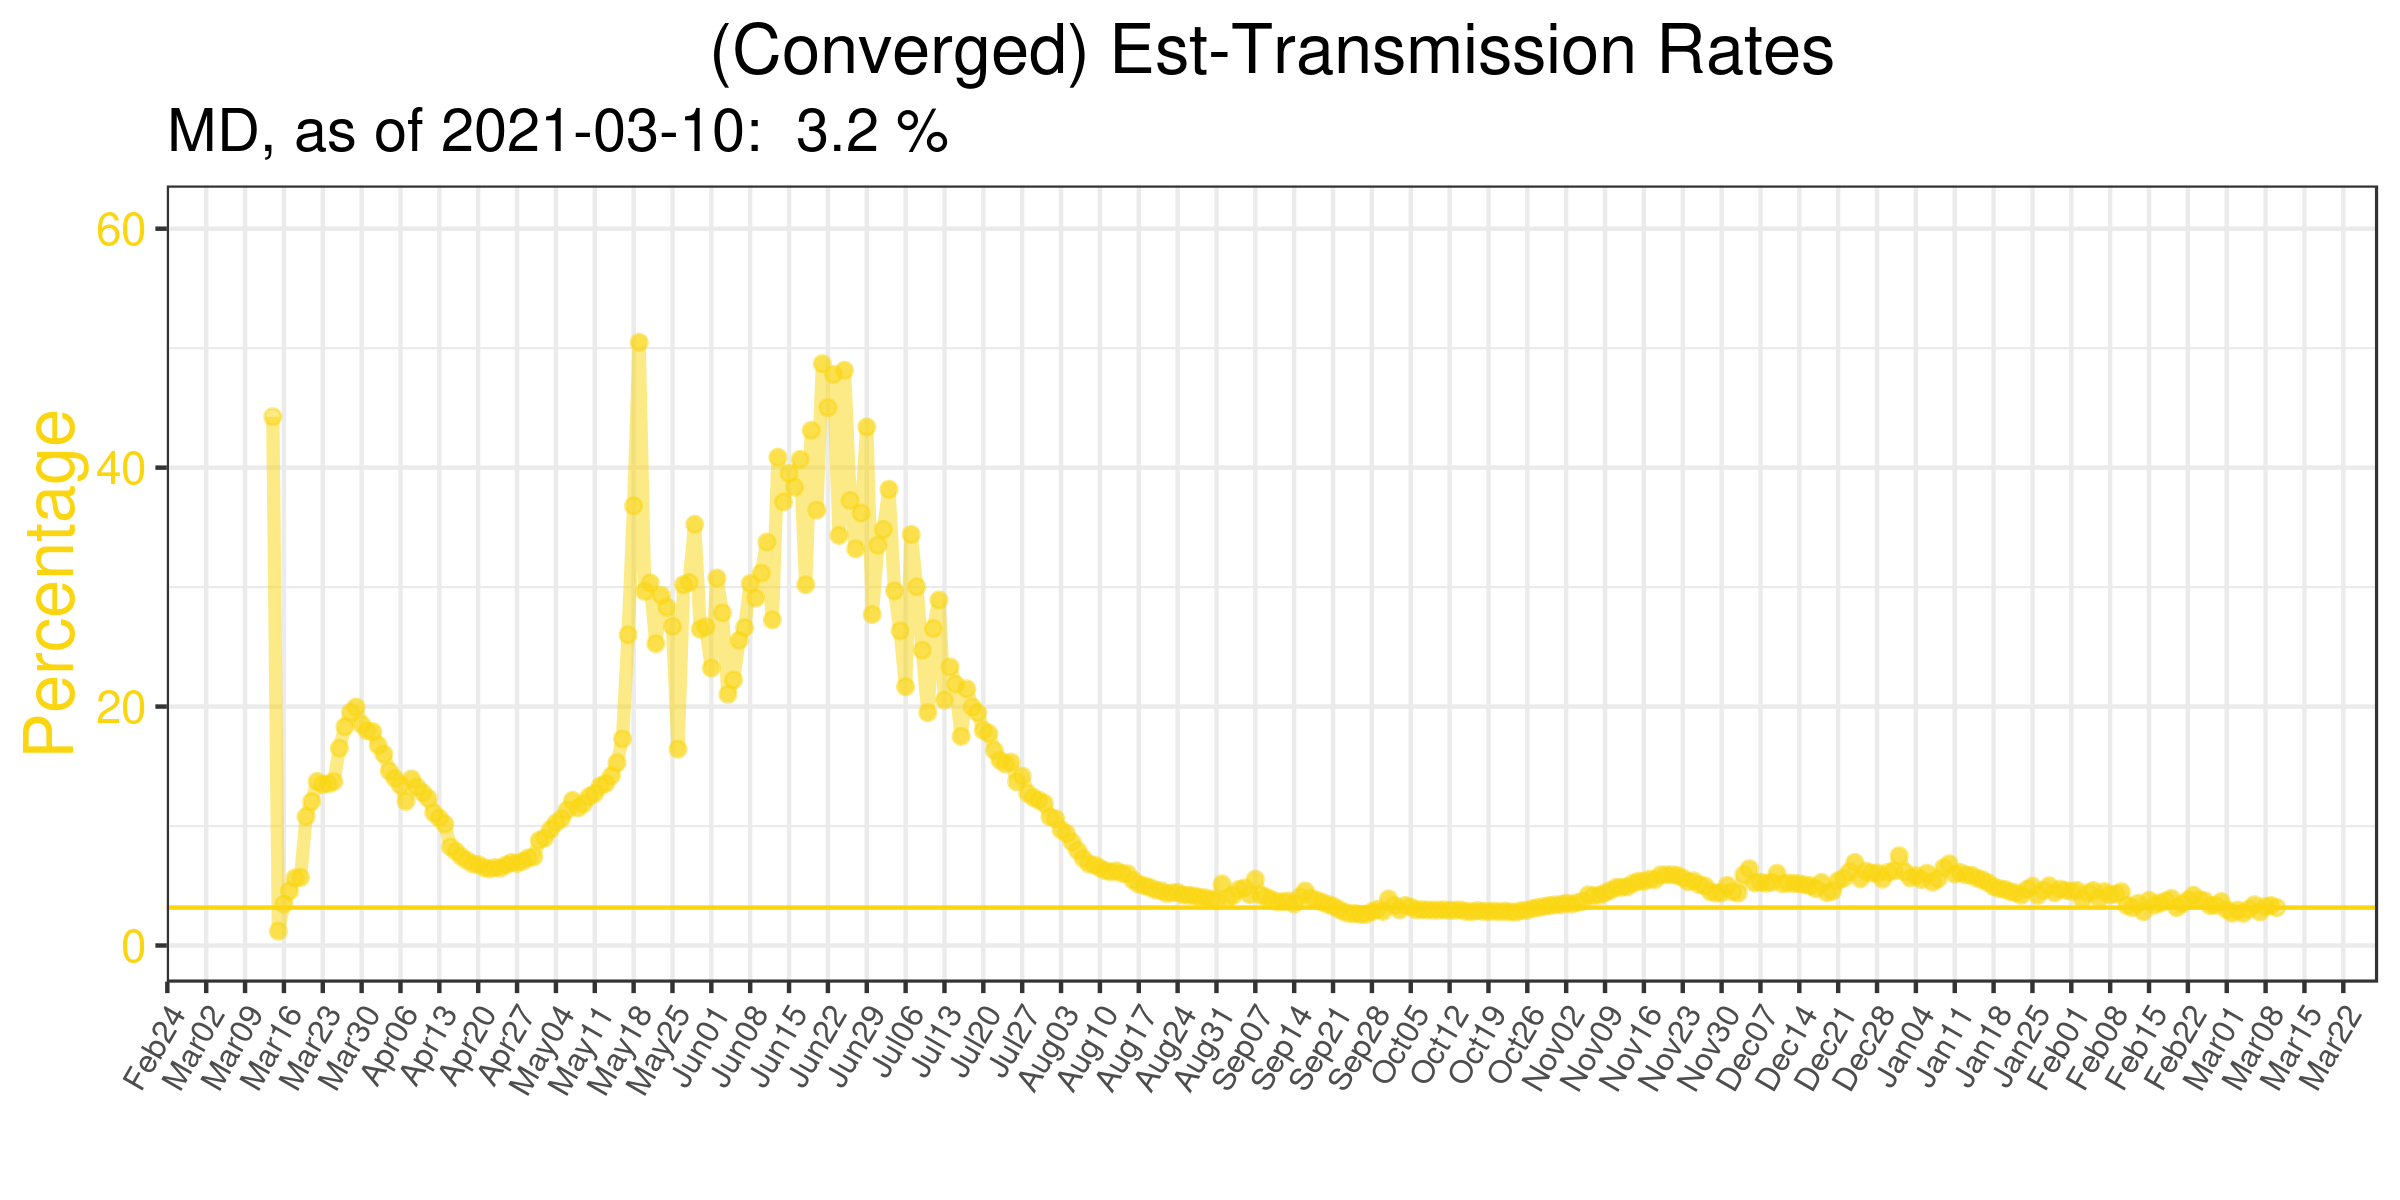 (Converged) Est-Transmission Rates
MD, as of 2021-03-10:  3.2 %
Percentage
60
40
20
0
Feb24
Mar02
Mar09
Mar16
Mar23
Mar30
Apr06
Apr13
Apr20
Apr27
May04
May11
May18
May25
Jun01
Jun08
Jun15
Jun22
Jun29
Jul06
Jul13
Jul20
Jul27
Aug03
Aug10
Aug17
Aug24
Aug31
Sep07
Sep14
Sep21
Sep28
Oct05
Oct12
Oct19
Oct26
Nov02
Nov09
Nov16
Nov23
Nov30
Dec07
Dec14
Dec21
Dec28
Jan04
Jan11
Jan18
Jan25
Feb01
Feb08
Feb15
Feb22
Mar01
Mar08
Mar15
Mar22